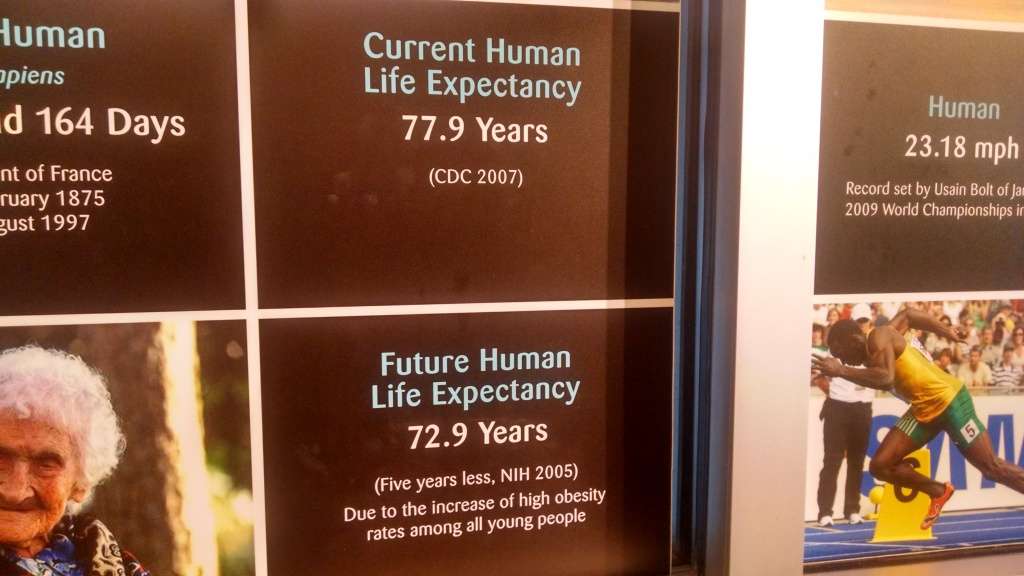 Human
piens
d 164 Days
nt of France
ruary 1875
gust 1997
Current Human
Life Expectancy
77.9 Years
(CDC 2007)
Future Human
Life Expectancy
72.9 Years
(Five years less, NIH 2005)
Due to the increase of high obesity
rates among all young people
Human
23.18 mph
Record set by Usain Bolt of Ja
2009 World Championships in
5
6